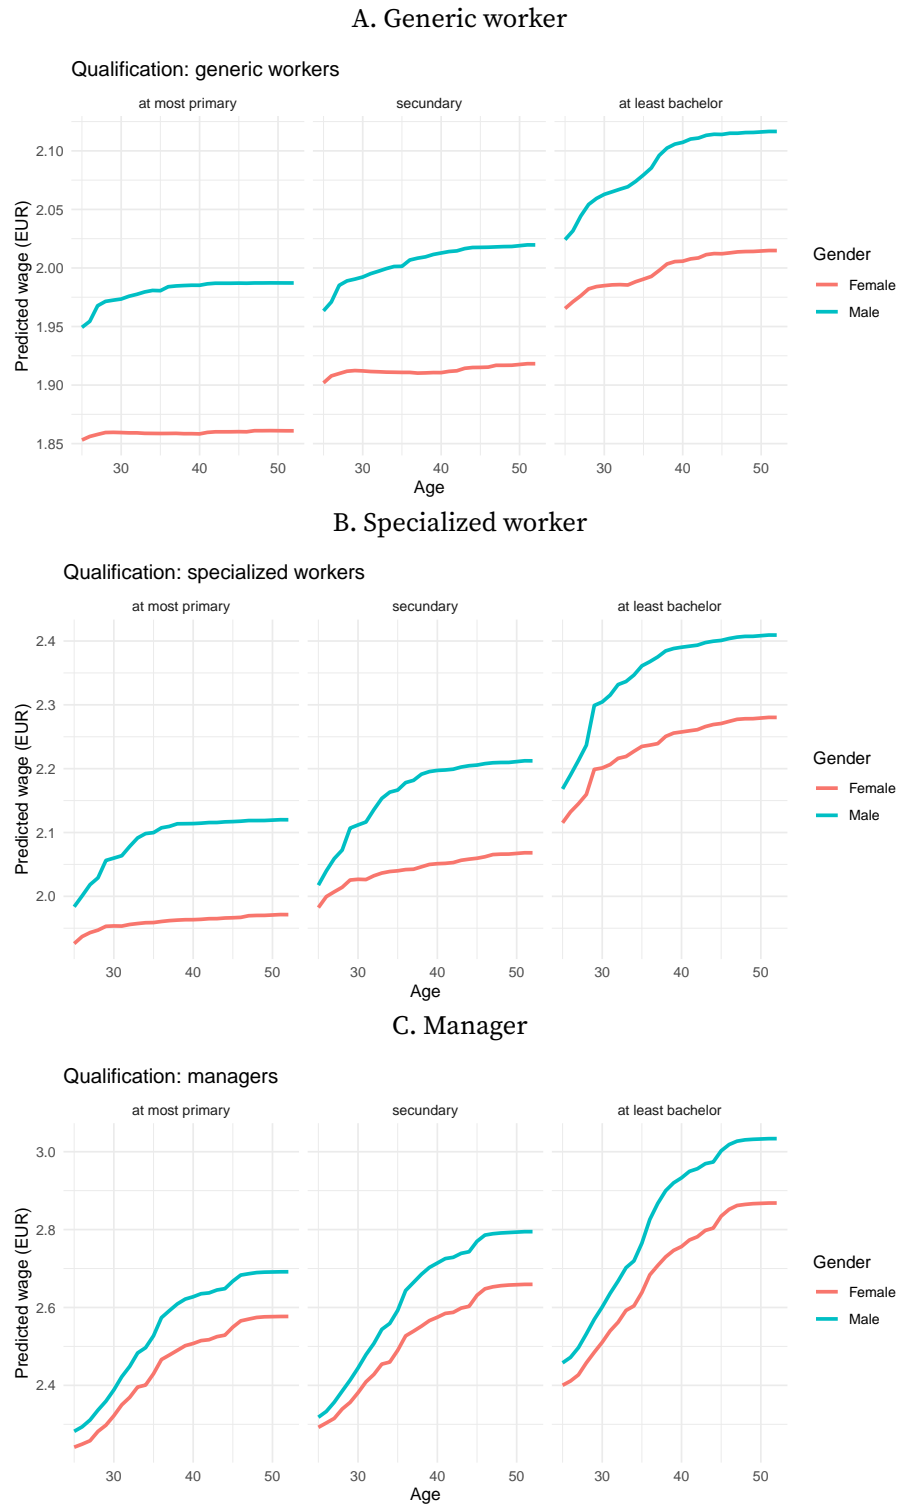 A. Generic worker
Qualification: generic workers
at most primary secundary at least bachelor
Predicted wage (EUR)
2.10
2.05
2.00
1.95
1.90
1.85
30 40 50 30 40 50 30 40 50
Age
Gender
Female
Male
B. Specialized worker
Qualification: specialized workers
at most primary secundary at least bachelor
Predicted wage (EUR)
2.4
2.3
2.2
2.1
2.0
30 40 50 30 40 50 30 40 50
Age
Gender
Female
Male
C. Manager
Qualification: managers
at most primary secundary at least bachelor
Predicted wage (EUR)
3.0
2.8
2.6
2.4
30 40 50 30 40 50 30 40 50
Age
Gender
Female
Male